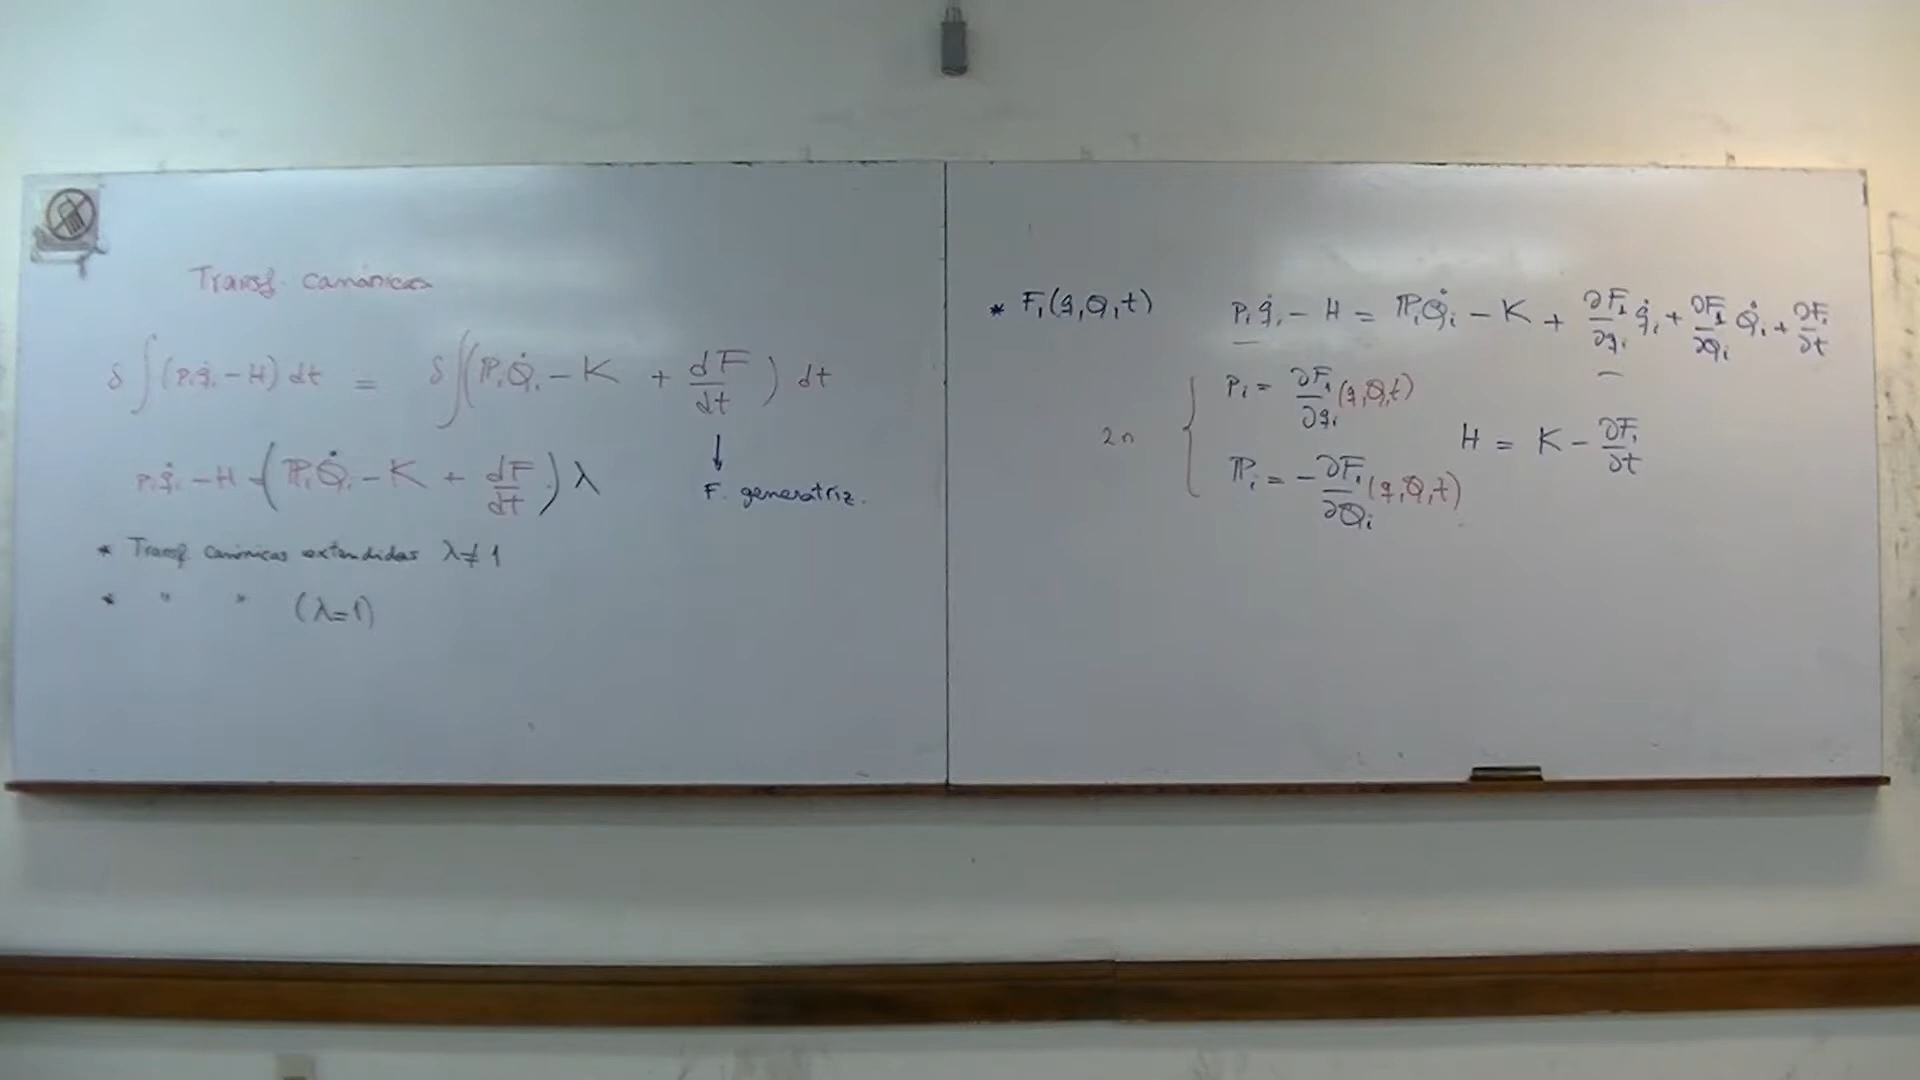 Transf. canónicas
δ∫(pᵢq̇ᵢ - H) dt = δ∫(ℙᵢQ̇ᵢ - K + dF/dt) dt
pᵢq̇ᵢ - H - (ℙᵢQ̇ᵢ - K + dF/dt) λ
↓
F. generatriz.
* Transf. canónicas extendidas λ≠1
* " " (λ=1)
* F₁(q,Q,t) pᵢq̇ᵢ - H = ℙᵢQ̇ᵢ - K + ∂F₁/∂qᵢ q̇ᵢ + ∂F₁/∂Qᵢ Q̇ᵢ + ∂F₁/∂t
2n { pᵢ = ∂F₁/∂qᵢ (q,Q,t)
ℙᵢ = -∂F₁/∂Qᵢ (q,Q,t)
H = K - ∂F₁/∂t